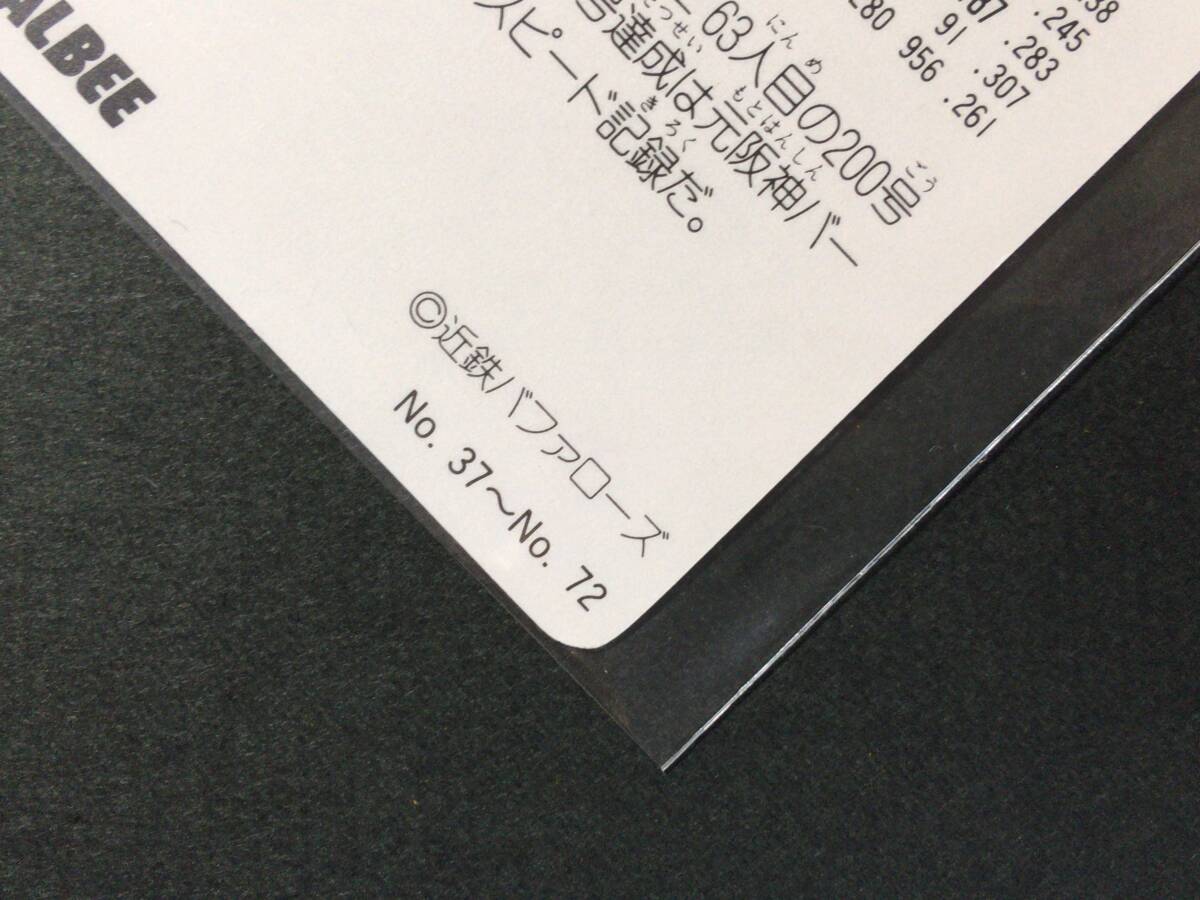 .245
91 .283
.307
956 .261
63人目の200号
達成は元阪神バー
スピード記録だ。
ALBEE
©近鉄バファローズ
No. 37～No. 72